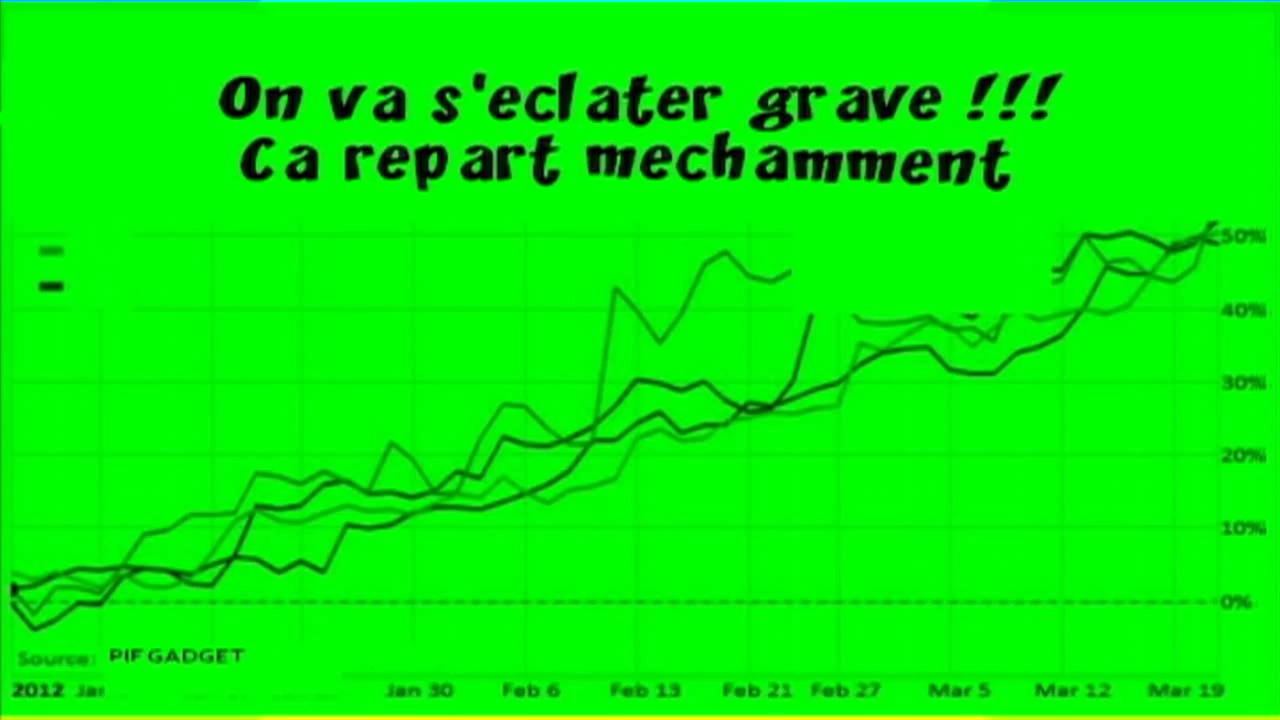 On va s'eclater grave !!!
Ca repart mechamment
50%
40%
30%
20%
10%
0%
Source: PIF GADGET
2012 Jan Jan 30 Feb 6 Feb 13 Feb 21 Feb 27 Mar 5 Mar 12 Mar 19